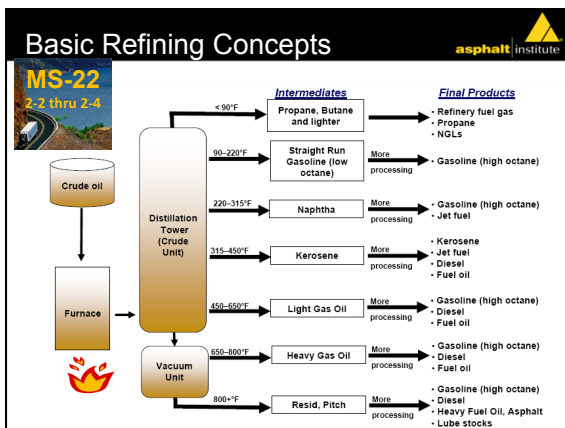 Basic Refining Concepts
asphalt institute
MS-22
2-2 thru 2-4
Intermediates
Final Products
< 90°F
Propane, Butane
and lighter
· Refinery fuel gas
· Propane
· NGLs
90–220°F
Straight Run
Gasoline (low
octane)
More
processing
· Gasoline (high octane)
Crude oil
220–315°F
Naphtha
More
processing
· Gasoline (high octane)
· Jet fuel
Distillation
Tower
(Crude
Unit)
315–450°F
Kerosene
More
processing
· Kerosene
· Jet fuel
· Diesel
· Fuel oil
Furnace
450–650°F
Light Gas Oil
More
processing
· Gasoline (high octane)
· Diesel
· Fuel oil
Vacuum
Unit
650–800°F
Heavy Gas Oil
More
processing
· Gasoline (high octane)
· Diesel
· Fuel oil
800+°F
Resid, Pitch
More
processing
· Gasoline (high octane)
· Diesel
· Heavy Fuel Oil, Asphalt
· Lube stocks